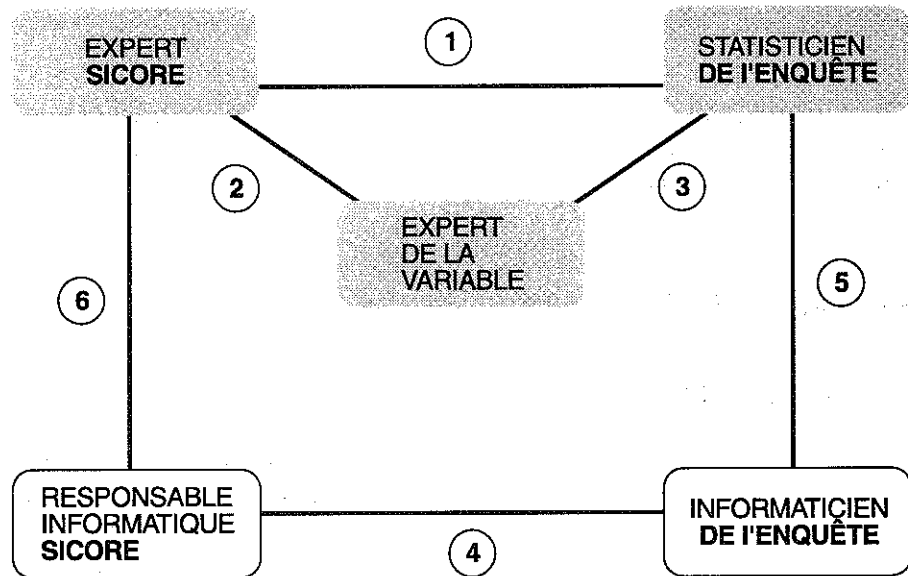 1
EXPERT
SICORE
STATISTICIEN
DE l'ENQUÊTE
2
3
EXPERT
DE LA
VARIABLE
6
5
RESPONSABLE
INFORMATIQUE
SICORE
INFORMATICIEN
DE l'ENQUÊTE
4